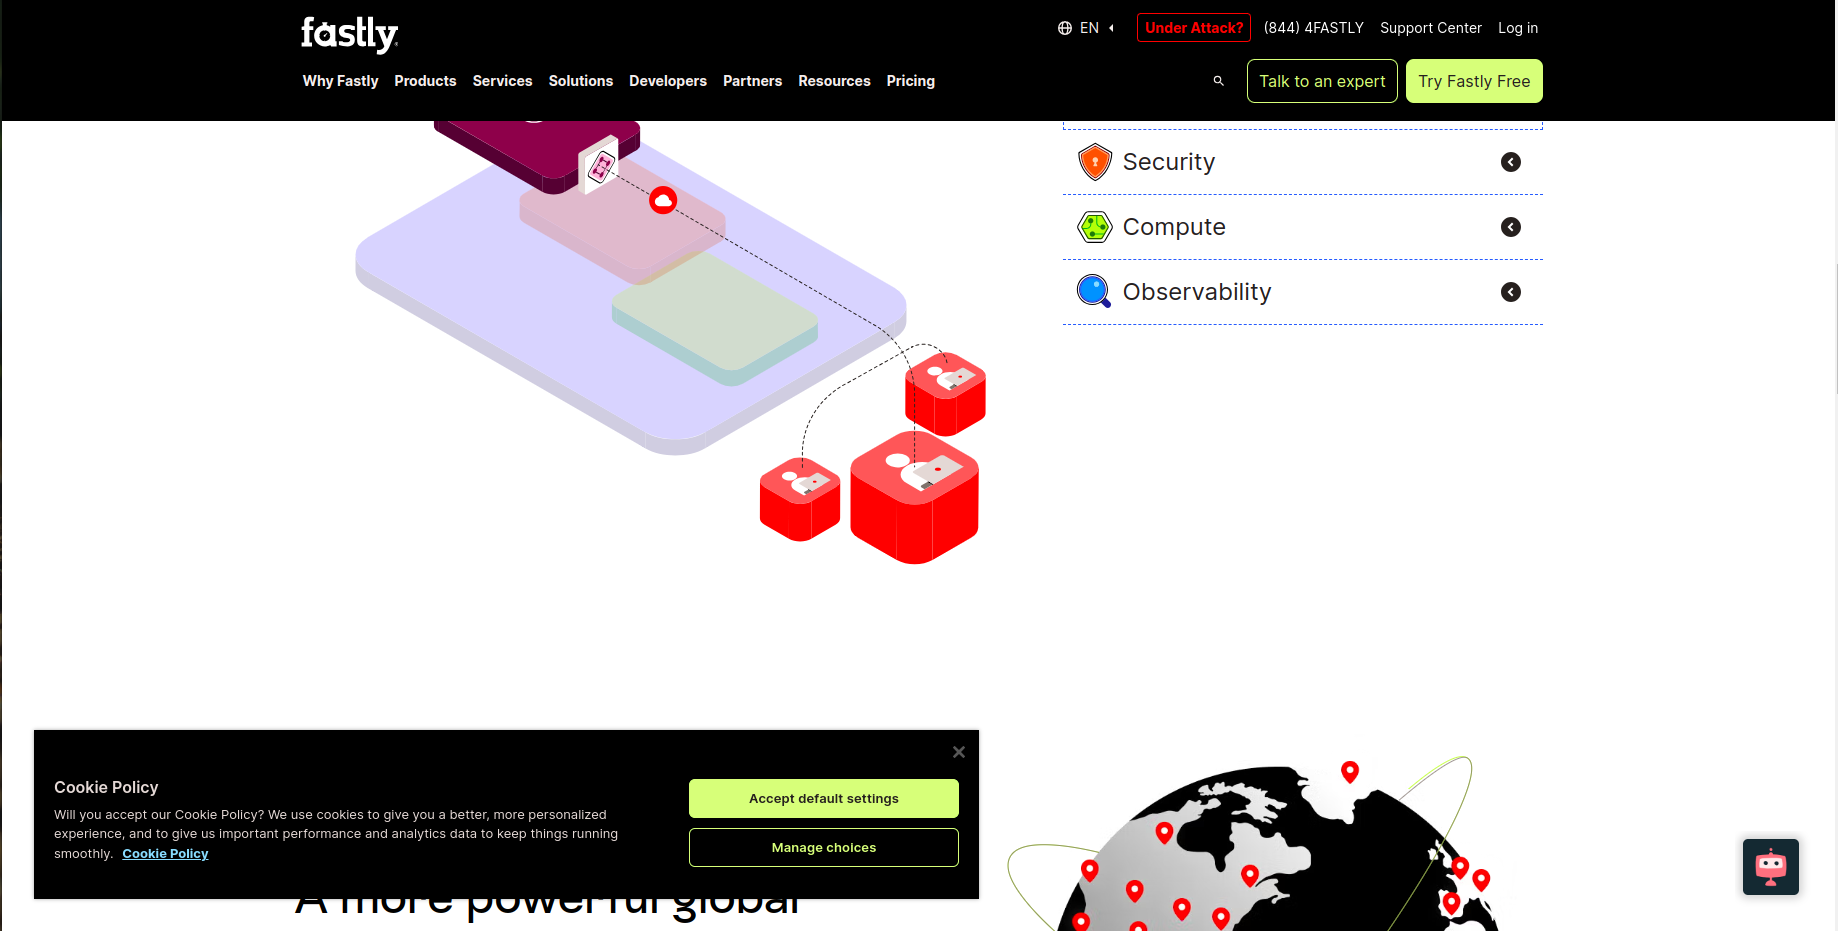 fastly
EN
Under Attack?
(844) 4FASTLY
Support Center
Log in
Why Fastly
Products
Services
Solutions
Developers
Partners
Resources
Pricing
Talk to an expert
Try Fastly Free
Security
Compute
Observability
Cookie Policy
Will you accept our Cookie Policy? We use cookies to give you a better, more personalized
experience, and to give us important performance and analytics data to keep things running
smoothly. Cookie Policy
Accept default settings
Manage choices
A more powerful global